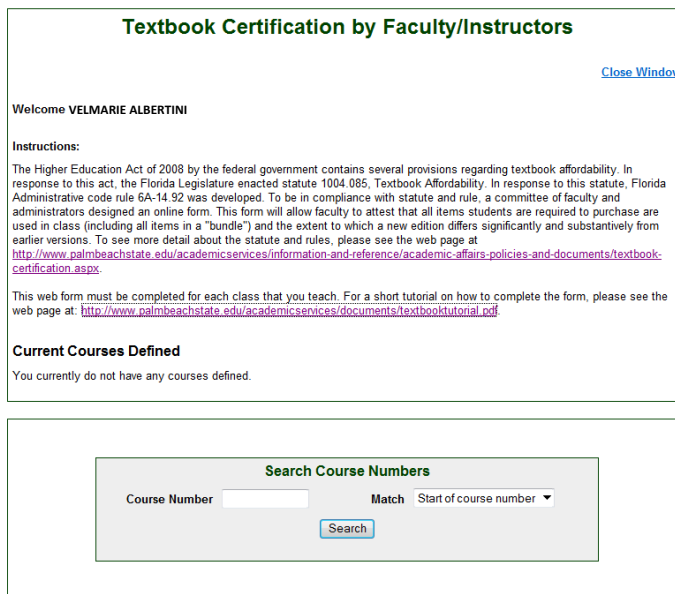 Textbook Certification by Faculty/Instructors
Close Window
Welcome VELMARIE ALBERTINI
Instructions:
The Higher Education Act of 2008 by the federal government contains several provisions regarding textbook affordability. In
response to this act, the Florida Legislature enacted statute 1004.085, Textbook Affordability. In response to this statute, Florida
Administrative code rule 6A-14.92 was developed. To be in compliance with statute and rule, a committee of faculty and
administrators designed an online form. This form will allow faculty to attest that all items students are required to purchase are
used in class (including all items in a "bundle") and the extent to which a new edition differs significantly and substantively from
earlier versions. To see more detail about the statute and rules, please see the web page at
http://www.palmbeachstate.edu/academicservices/information-and-reference/academic-affairs-policies-and-documents/textbook-
certification.aspx.
This web form must be completed for each class that you teach. For a short tutorial on how to complete the form, please see the
web page at: http://www.palmbeachstate.edu/academicservices/documents/textbooktutorial.pdf.
Current Courses Defined
You currently do not have any courses defined.
Search Course Numbers
Course Number Match Start of course number
Search